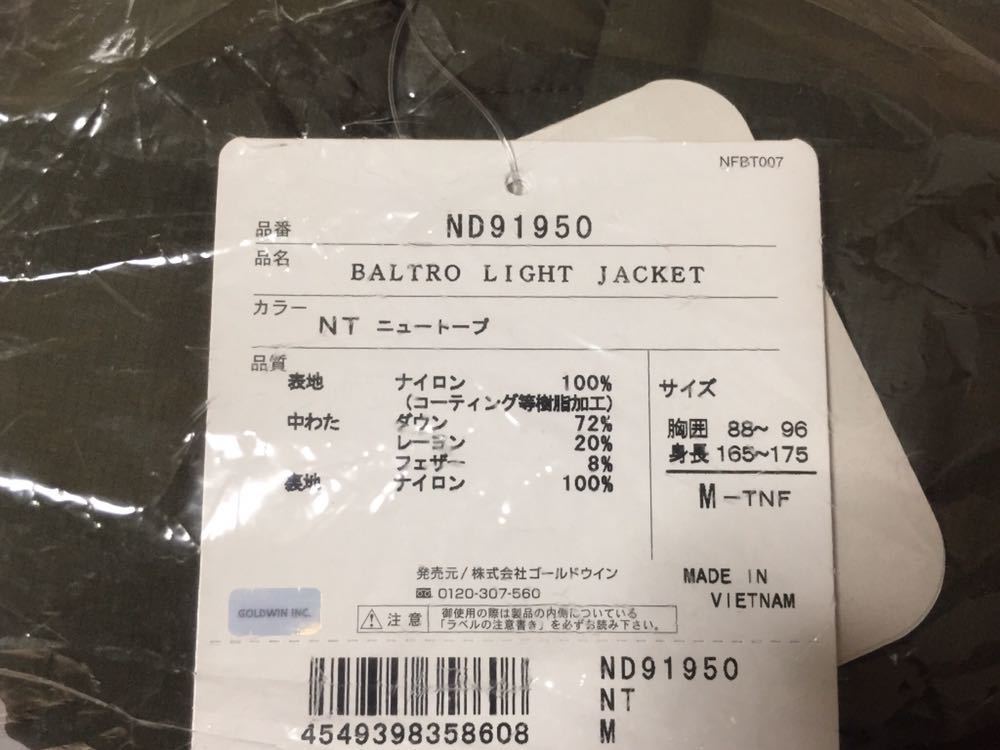 NFBT007
品番 ND91950
品名 BALTRO LIGHT JACKET
カラー NT ニュートープ
品質
表地 ナイロン 100%
(コーティング等樹脂加工)
中わた ダウン 72%
レーヨン 20%
フェザー 8%
表地 ナイロン 100%
サイズ
胸囲 88~ 96
身長 165~175
M-TNF
発売元/株式会社ゴールドウイン
0120-307-560
MADE IN
VIETNAM
GOLDWIN INC.
注意 御使用の際は製品の内側についている
「ラベルの注意書き」を必ずお読み下さい。
4549398358608
ND91950
NT
M